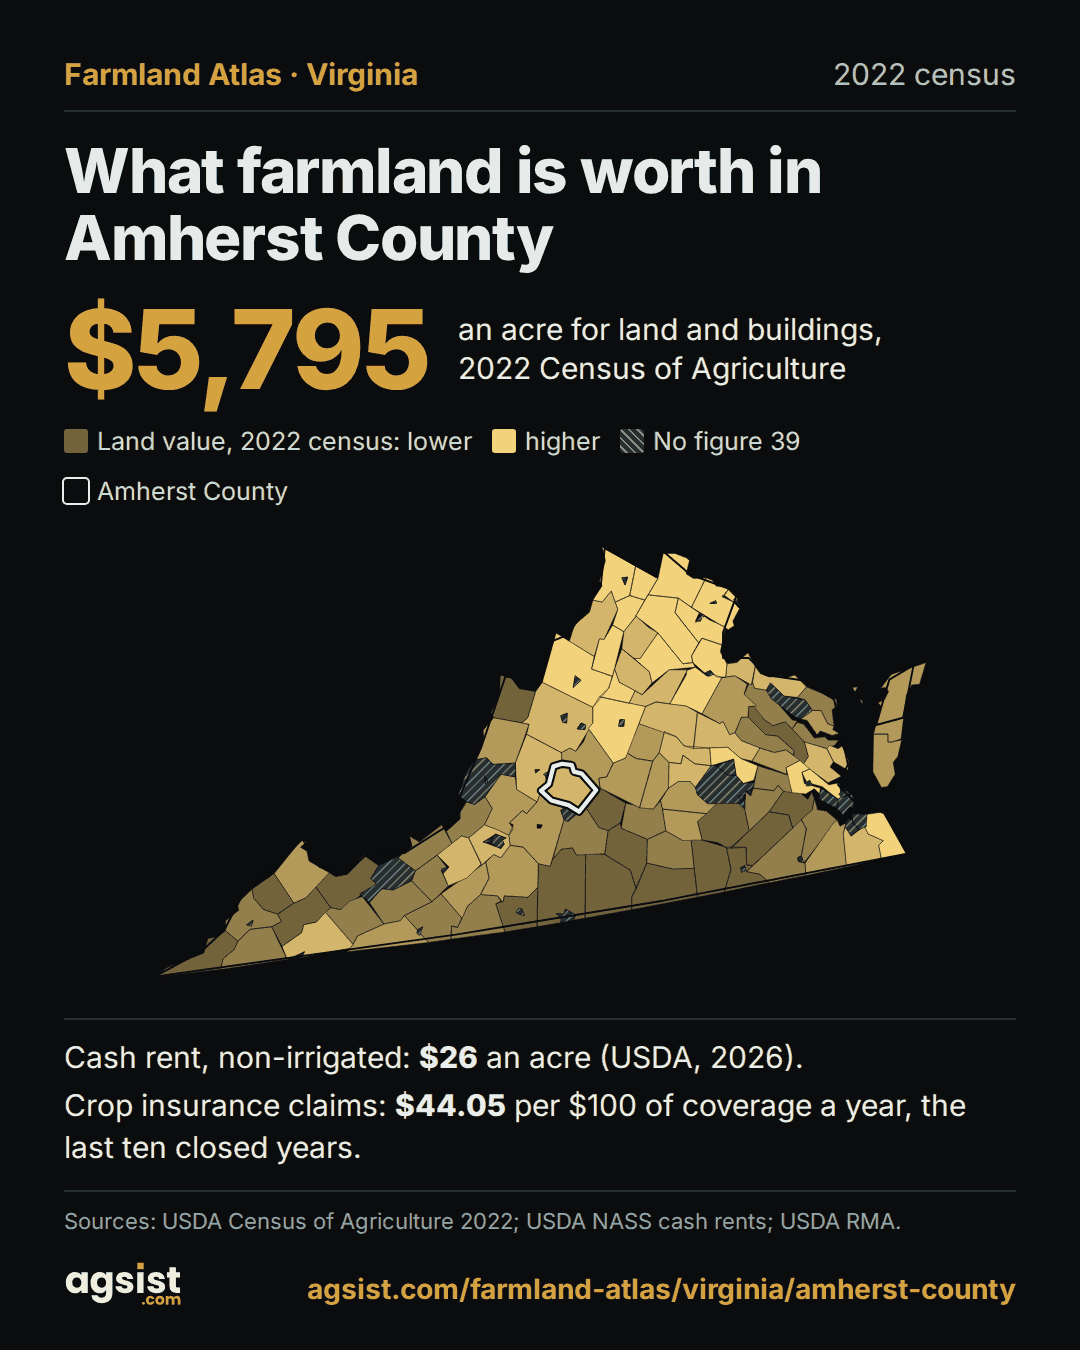 Farmland Atlas · Virginia
2022 census
What farmland is worth in
Amherst County
$5,795
an acre for land and buildings,
2022 Census of Agriculture
Land value, 2022 census: lower
higher
No figure 39
Amherst County
Cash rent, non-irrigated: $26 an acre (USDA, 2026).
Crop insurance claims: $44.05 per $100 of coverage a year, the
last ten closed years.
Sources: USDA Census of Agriculture 2022; USDA NASS cash rents; USDA RMA.
agsist
.com
agsist.com/farmland-atlas/virginia/amherst-county